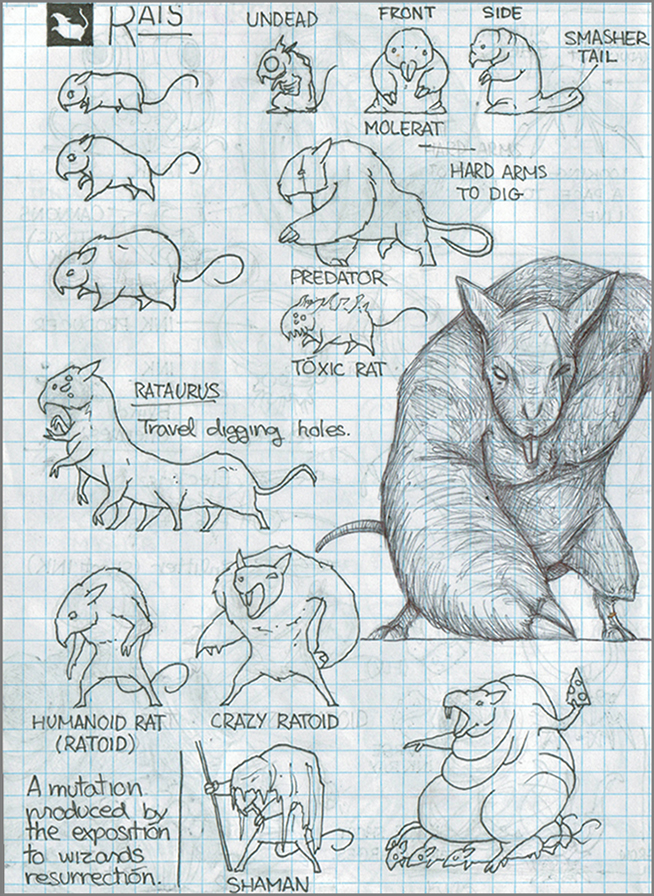 RATS
UNDEAD
FRONT
SIDE
SMASHER
TAIL
MOLERAT
HARD ARMS
TO DIG
PREDATOR
TOXIC RAT
RATAURUS
Travel digging holes.
HUMANOID RAT
(RATOID)
CRAZY RATOID
A mutation
produced by
the exposition
to wizards
resurrection.
SHAMAN